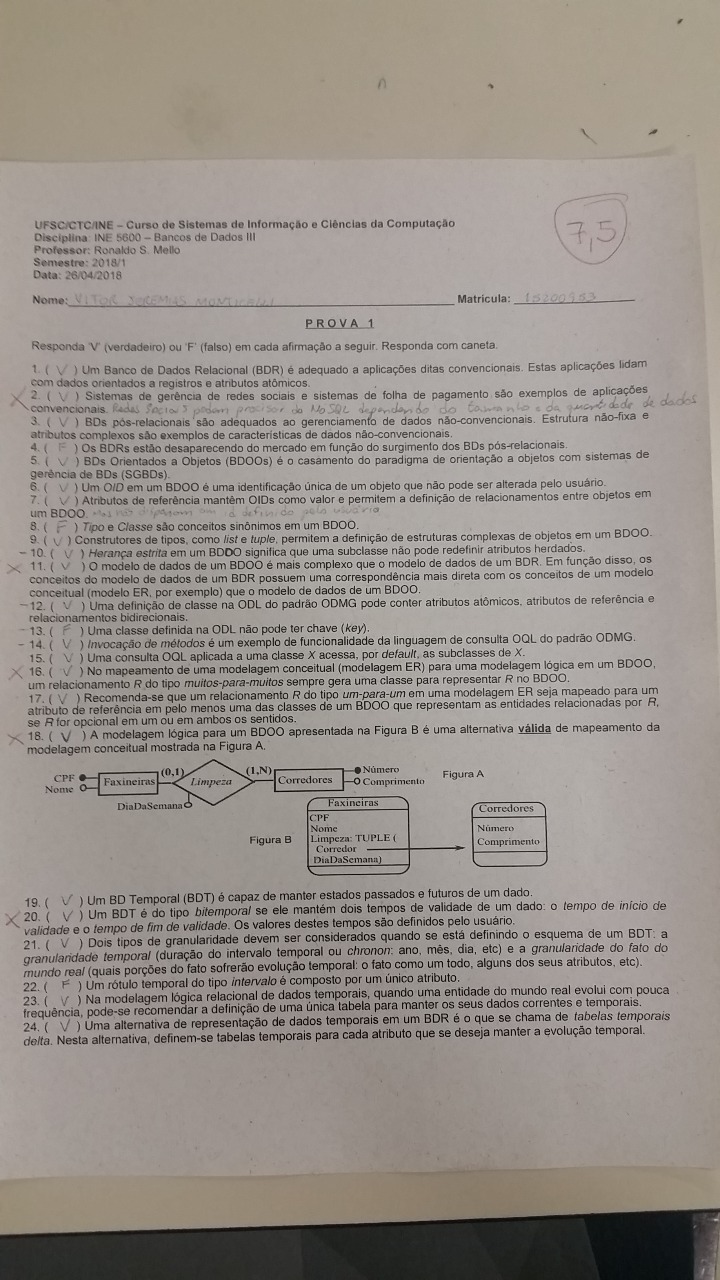 UFSC/CTC/INE – Curso de Sistemas de Informação e Ciências da Computação
Disciplina: INE 5600 – Bancos de Dados III
Professor: Ronaldo S. Mello
Semestre: 2018/1
Data: 26/04/2018
7,5
Nome: VITOR JEREMIAS Matrícula:
PROVA 1
Responda 'V' (verdadeiro) ou 'F' (falso) em cada afirmação a seguir. Responda com caneta.
1. ( V ) Um Banco de Dados Relacional (BDR) é adequado a aplicações ditas convencionais. Estas aplicações lidam
com dados orientados a registros e atributos atômicos.
X 2. ( V ) Sistemas de gerência de redes sociais e sistemas de folha de pagamento são exemplos de aplicações
convencionais. Redes Sociais podem precisar de NoSQL dependendo do tamanho e da quantidade de dados
3. ( V ) BDs pós-relacionais são adequados ao gerenciamento de dados não-convencionais. Estrutura não-fixa e
atributos complexos são exemplos de características de dados não-convencionais.
4. ( F ) Os BDRs estão desaparecendo do mercado em função do surgimento dos BDs pós-relacionais.
5. ( V ) BDs Orientados a Objetos (BDOOs) é o casamento do paradigma de orientação a objetos com sistemas de
gerência de BDs (SGBDs).
6. ( V ) Um OID em um BDOO é uma identificação única de um objeto que não pode ser alterada pelo usuário.
7. ( V ) Atributos de referência mantêm OIDs como valor e permitem a definição de relacionamentos entre objetos em
um BDOO. mas não dispensam um id definido pelo usuário
8. ( F ) Tipo e Classe são conceitos sinônimos em um BDOO.
9. ( V ) Construtores de tipos, como list e tuple, permitem a definição de estruturas complexas de objetos em um BDOO.
– 10. ( V ) Herança estrita em um BDOO significa que uma subclasse não pode redefinir atributos herdados.
X 11. ( V ) O modelo de dados de um BDOO é mais complexo que o modelo de dados de um BDR. Em função disso, os
conceitos do modelo de dados de um BDR possuem uma correspondência mais direta com os conceitos de um modelo
conceitual (modelo ER, por exemplo) que o modelo de dados de um BDOO.
– 12. ( V ) Uma definição de classe na ODL do padrão ODMG pode conter atributos atômicos, atributos de referência e
relacionamentos bidirecionais.
– 13. ( F ) Uma classe definida na ODL não pode ter chave (key).
– 14. ( V ) Invocação de métodos é um exemplo de funcionalidade da linguagem de consulta OQL do padrão ODMG.
15. ( V ) Uma consulta OQL aplicada a uma classe X acessa, por default, as subclasses de X.
X 16. ( V ) No mapeamento de uma modelagem conceitual (modelagem ER) para uma modelagem lógica em um BDOO,
um relacionamento R do tipo muitos-para-muitos sempre gera uma classe para representar R no BDOO.
17. ( V ) Recomenda-se que um relacionamento R do tipo um-para-um em uma modelagem ER seja mapeado para um
atributo de referência em pelo menos uma das classes de um BDOO que representam as entidades relacionadas por R,
se R for opcional em um ou em ambos os sentidos.
X 18. ( V ) A modelagem lógica para um BDOO apresentada na Figura B é uma alternativa válida de mapeamento da
modelagem conceitual mostrada na Figura A.
CPF Faxineiras (0,1) Limpeza (1,N) Corredores Número Figura A
Nome Comprimento
DiaDaSemana
Figura B Faxineiras Corredores
CPF Número
Nome Comprimento
Limpeza: TUPLE (
Corredor
DiaDaSemana)
19. ( V ) Um BD Temporal (BDT) é capaz de manter estados passados e futuros de um dado.
X 20. ( V ) Um BDT é do tipo bitemporal se ele mantém dois tempos de validade de um dado: o tempo de início de
validade e o tempo de fim de validade. Os valores destes tempos são definidos pelo usuário.
21. ( V ) Dois tipos de granularidade devem ser considerados quando se está definindo o esquema de um BDT: a
granularidade temporal (duração do intervalo temporal ou chronon: ano, mês, dia, etc) e a granularidade do fato do
mundo real (quais porções do fato sofrerão evolução temporal: o fato como um todo, alguns dos seus atributos, etc).
22. ( F ) Um rótulo temporal do tipo intervalo é composto por um único atributo.
23. ( V ) Na modelagem lógica relacional de dados temporais, quando uma entidade do mundo real evolui com pouca
frequência, pode-se recomendar a definição de uma única tabela para manter os seus dados correntes e temporais.
24. ( V ) Uma alternativa de representação de dados temporais em um BDR é o que se chama de tabelas temporais
delta. Nesta alternativa, definem-se tabelas temporais para cada atributo que se deseja manter a evolução temporal.